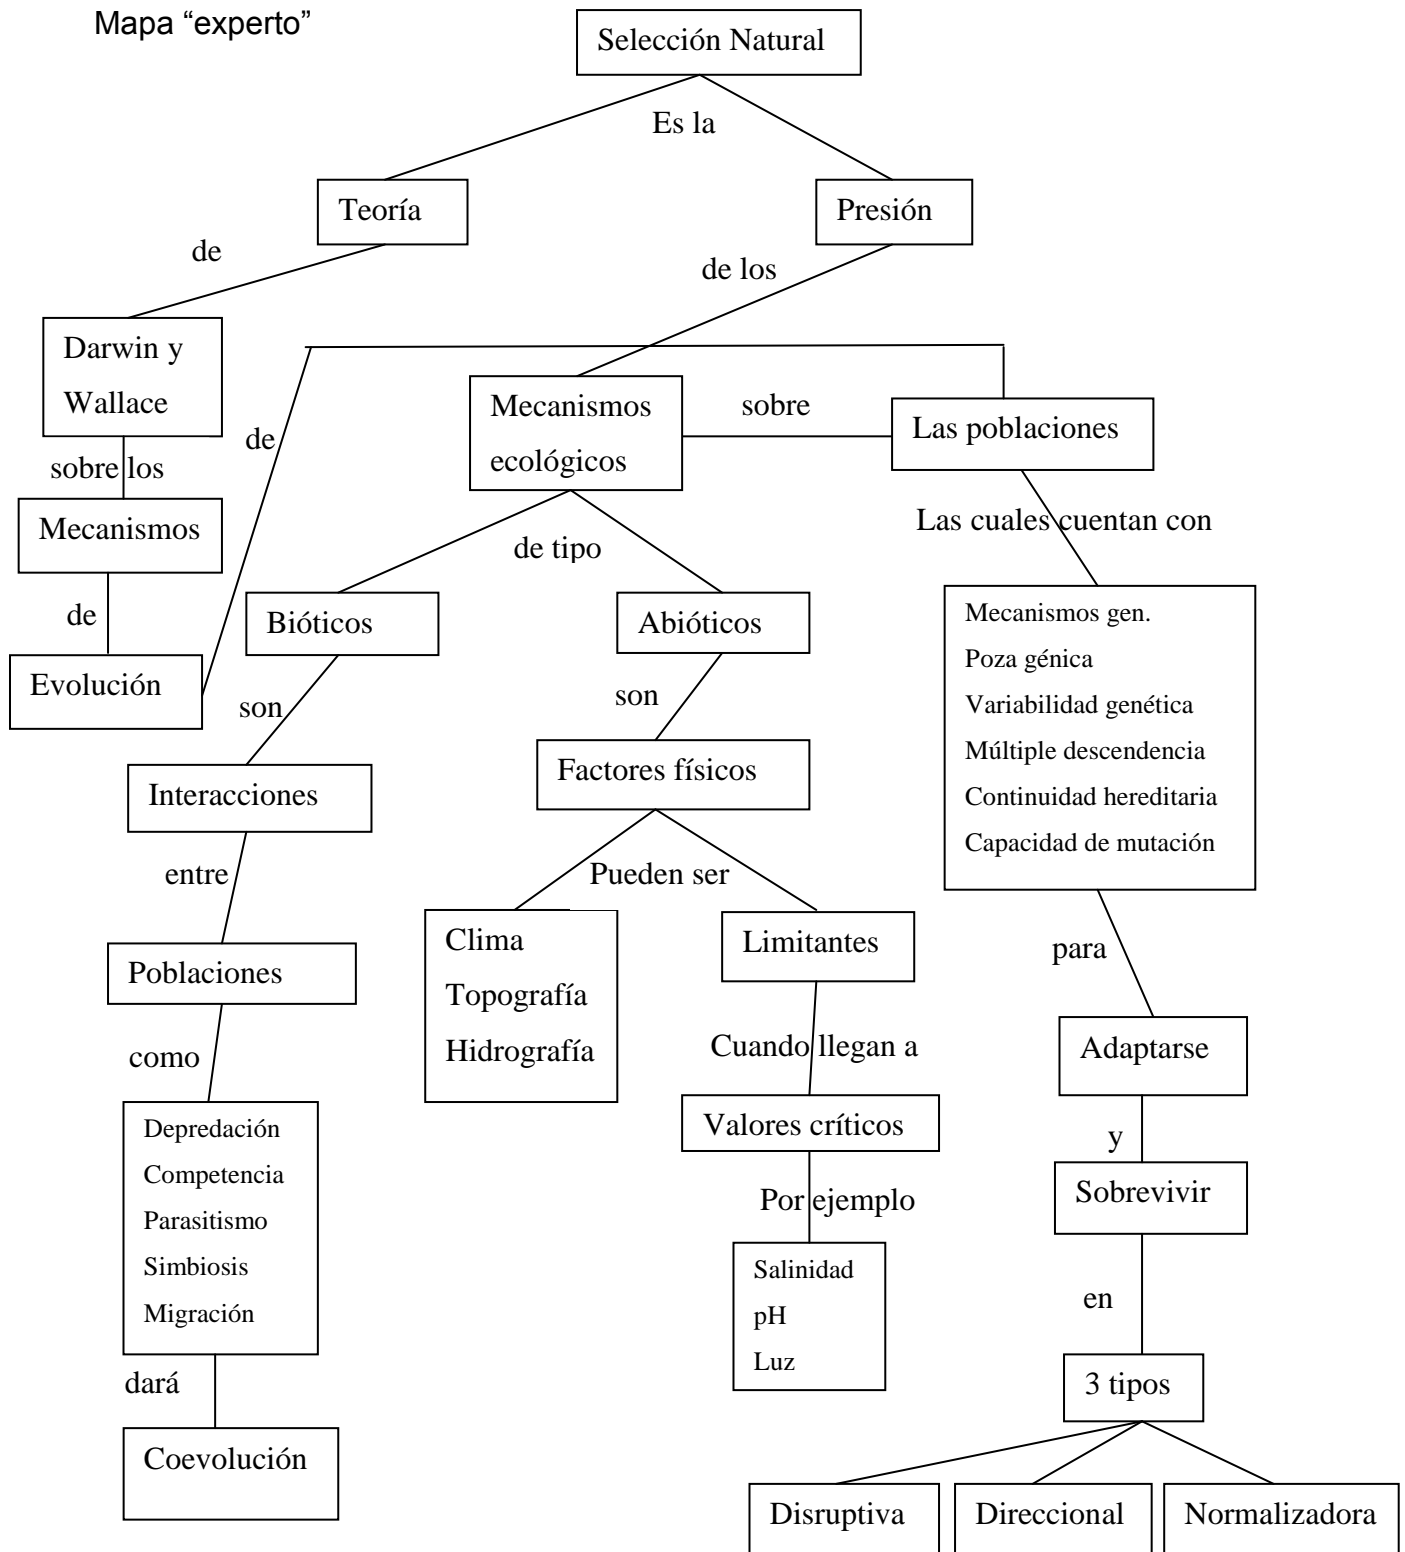 Mapa “experto”
Selección Natural
Es la
Teoría
Presión
de
de los
Darwin y
Wallace
Mecanismos
ecológicos
sobre
Las poblaciones
de
sobre los
Mecanismos
Las cuales cuentan con
de tipo
de
Bióticos
Abióticos
Mecanismos gen.
Poza génica
Variabilidad genética
Múltiple descendencia
Continuidad hereditaria
Capacidad de mutación
Evolución
son
son
Interacciones
Factores físicos
entre
Pueden ser
Poblaciones
Clima
Topografía
Hidrografía
Limitantes
para
como
Cuando llegan a
Adaptarse
Depredación
Competencia
Parasitismo
Simbiosis
Migración
Valores críticos
y
Por ejemplo
Sobrevivir
Salinidad
pH
Luz
en
dará
3 tipos
Coevolución
Disruptiva
Direccional
Normalizadora